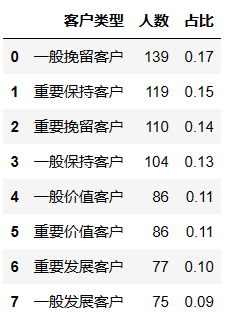 客户类型 人数 占比
0 一般挽留客户 139 0.17
1 重要保持客户 119 0.15
2 重要挽留客户 110 0.14
3 一般保持客户 104 0.13
4 一般价值客户 86 0.11
5 重要价值客户 86 0.11
6 重要发展客户 77 0.10
7 一般发展客户 75 0.09